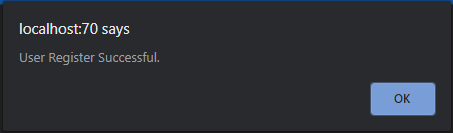 localhost:70 says
User Register Successful.
OK